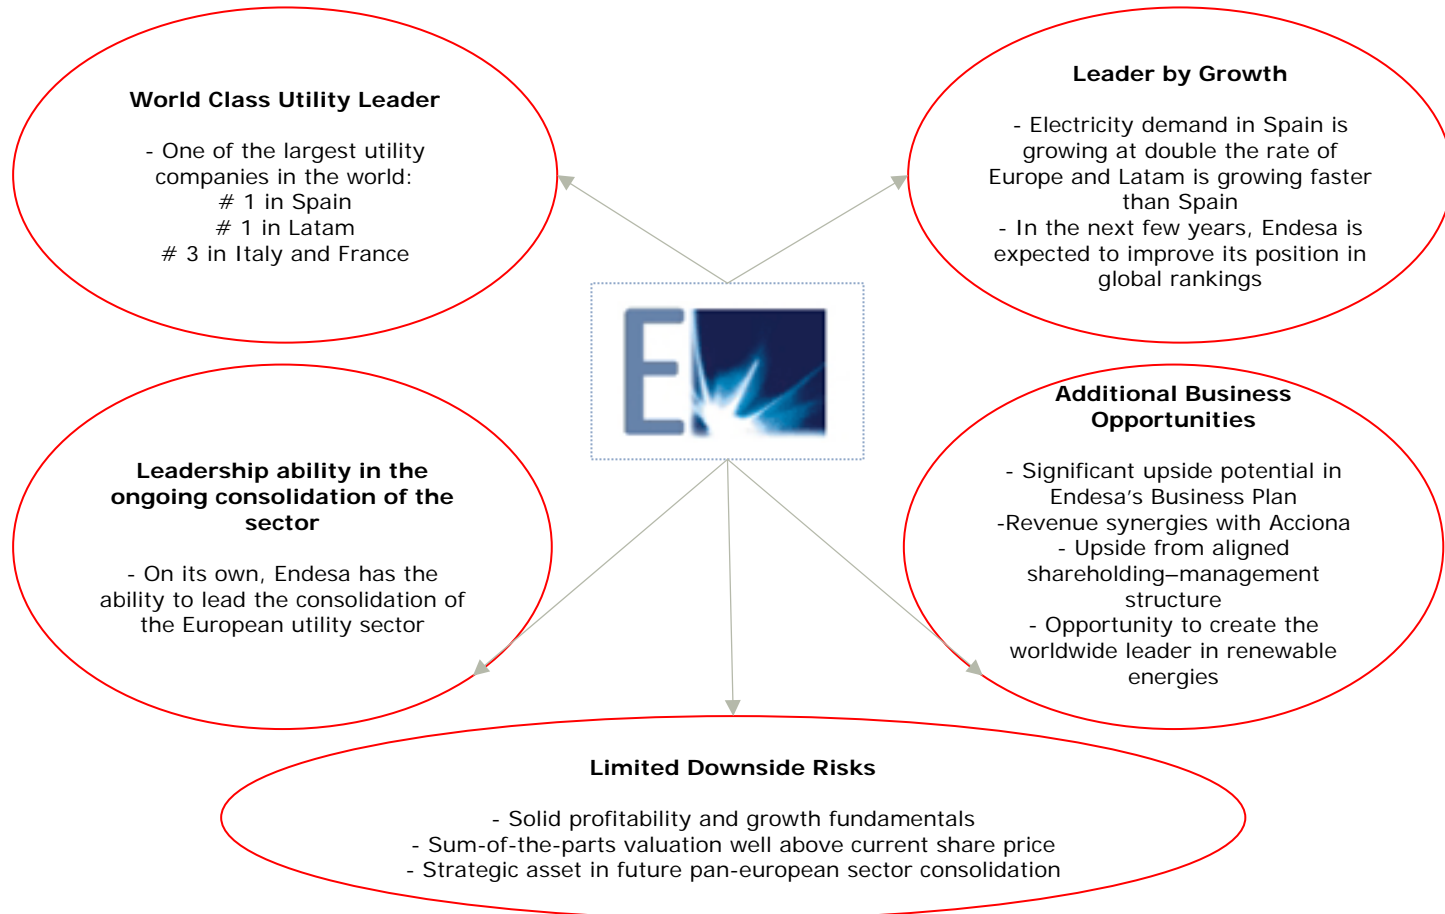 World Class Utility Leader
- One of the largest utility
companies in the world:
# 1 in Spain
# 1 in Latam
# 3 in Italy and France
Leader by Growth
- Electricity demand in Spain is
growing at double the rate of
Europe and Latam is growing faster
than Spain
- In the next few years, Endesa is
expected to improve its position in
global rankings
E
Leadership ability in the
ongoing consolidation of the
sector
- On its own, Endesa has the
ability to lead the consolidation of
the European utility sector
Additional Business
Opportunities
- Significant upside potential in
Endesa’s Business Plan
-Revenue synergies with Acciona
- Upside from aligned
shareholding–management
structure
- Opportunity to create the
worldwide leader in renewable
energies
Limited Downside Risks
- Solid profitability and growth fundamentals
- Sum-of-the-parts valuation well above current share price
- Strategic asset in future pan-european sector consolidation